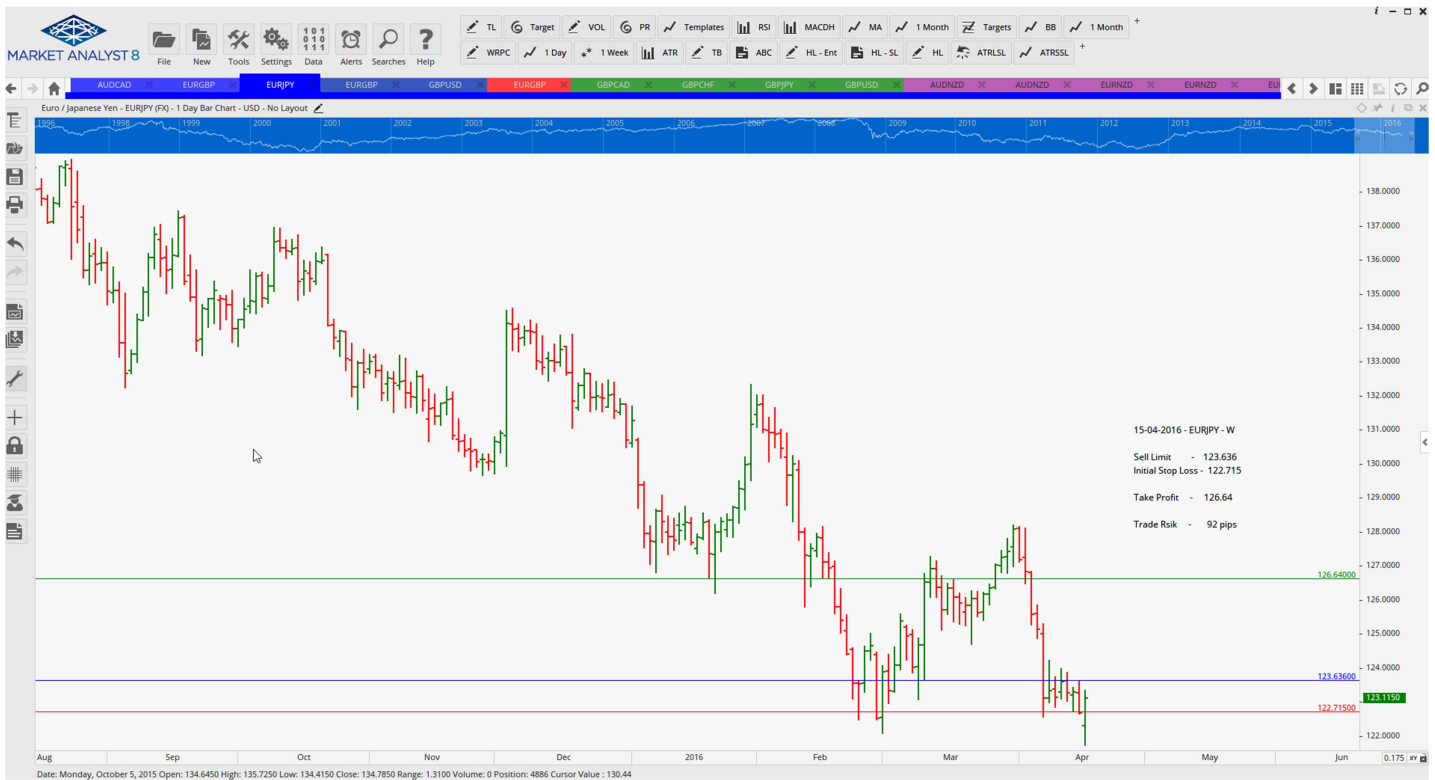 MARKET ANALYST 8
File New Tools Settings Data Alerts Searches Help
TL Target VOL PR Templates MACDH MA 1 Month Targets BB 1 Month
WRPC 1 Day 1 Week ATR TB ABC HL - Ent HL - SL HL ATRLSL ATRSSL
AUDCAD EURGBP EURJPY EURGBP GBPUSD EURGBP GBPCAD GBPCHF GBPJPY GBPUSD AUDNZD AUDNZD EURNZD EURNZD EUI
Euro / Japanese Yen - EURJPY (FX) - 1 Day Bar Chart - USD - No Layout
1996 1998 1999 2000 2001 2002 2003 2004 2005 2006 2007 2008 2009 2010 2011 2012 2013 2014 2015 2016
138.0000
137.0000
136.0000
135.0000
134.0000
133.0000
132.0000
131.0000
130.0000
129.0000
128.0000
127.0000
126.0000
125.0000
124.0000
122.0000
15-04-2016 - EURJPY - W
Sell Limit - 123.636
Initial Stop Loss - 122.715
Take Profit - 126.64
Trade Rsik - 92 pips
126.64000
123.63600
123.1150
122.71500
Aug Sep Oct Nov Dec 2016 Feb Mar Apr May Jun 0.175 XY
Date: Monday, October 5, 2015 Open: 134.6450 High: 135.7250 Low: 134.4150 Close: 134.7850 Range: 1.3100 Volume: 0 Position: 4886 Cursor Value : 130.44